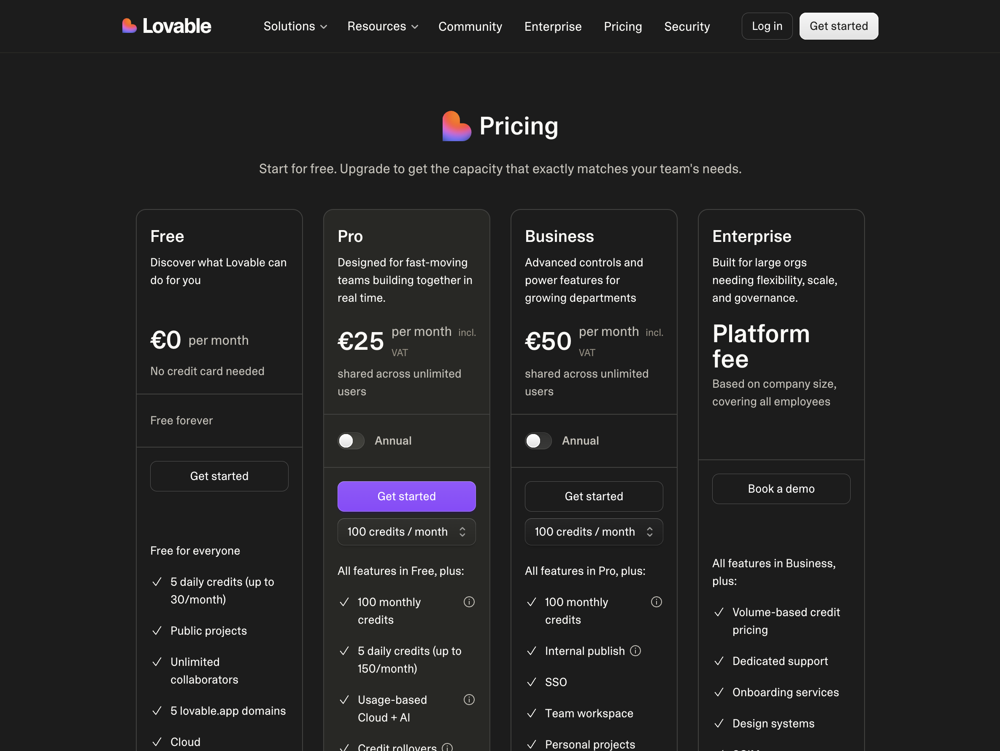 Lovable
Solutions
Resources
Community
Enterprise
Pricing
Security
Log in
Get started
Pricing
Start for free. Upgrade to get the capacity that exactly matches your team's needs.
Free
Discover what Lovable can
do for you
€0 per month
No credit card needed
Free forever
Get started
Free for everyone
5 daily credits (up to
30/month)
Public projects
Unlimited
collaborators
5 lovable.app domains
Cloud
Pro
Designed for fast-moving
teams building together in
real time.
€25 per month incl.
VAT
shared across unlimited
users
Annual
Get started
100 credits / month
All features in Free, plus:
100 monthly
credits
5 daily credits (up to
150/month)
Usage-based
Cloud + AI
Credit rollovers
Business
Advanced controls and
power features for
growing departments
€50 per month incl.
VAT
shared across unlimited
users
Annual
Get started
100 credits / month
All features in Pro, plus:
100 monthly
credits
Internal publish
SSO
Team workspace
Personal projects
Enterprise
Built for large orgs
needing flexibility, scale,
and governance.
Platform
fee
Based on company size,
covering all employees
Book a demo
All features in Business,
plus:
Volume-based credit
pricing
Dedicated support
Onboarding services
Design systems